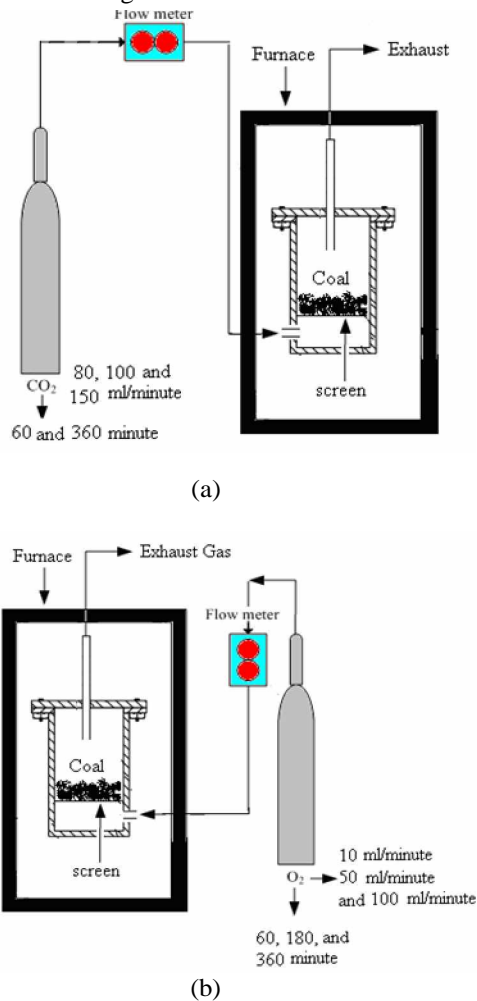 Flow meter
Furnace
Exhaust
Coal
screen
CO₂
80, 100 and
150 ml/minute
60 and 360 minute
(a)
Furnace
Exhaust Gas
Flow meter
Coal
screen
O₂
10 ml/minute
50 ml/minute
and 100 ml/minute
60, 180, and
360 minute
(b)